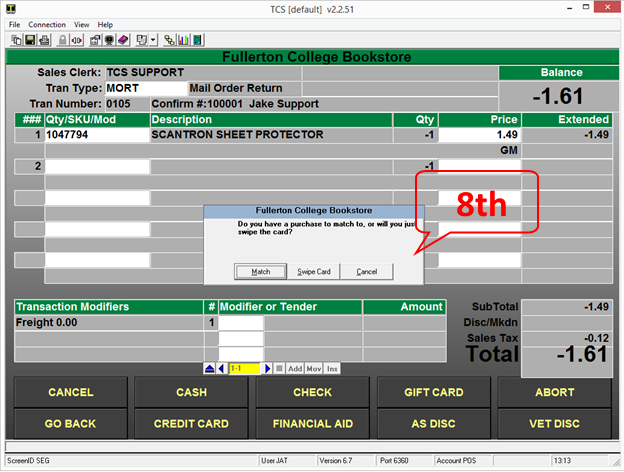 TCS [default] v2.2.51
File Connection View Help
Fullerton College Bookstore
Sales Clerk: TCS SUPPORT
Balance
Tran Type: MORT Mail Order Return
-1.61
Tran Number: 0105 Confirm #:100001 Jake Support
### Qty/SKU/Mod Description Qty Price Extended
1 1047794 SCANTRON SHEET PROTECTOR -1 1.49 -1.49
GM
2 -1
8th
Fullerton College Bookstore
Do you have a purchase to match to, or will you just
swipe the card?
Match Swipe Card Cancel
Transaction Modifiers # Modifier or Tender Amount
Freight 0.00 1
SubTotal -1.49
Disc/Mkdn
Sales Tax -0.12
Total -1.61
1-1 Add Mov Ins
CANCEL CASH CHECK GIFT CARD ABORT
GO BACK CREDIT CARD FINANCIAL AID AS DISC VET DISC
ScreenID SEG User JAT Version 6.7 Port 6360 Account POS 13:13